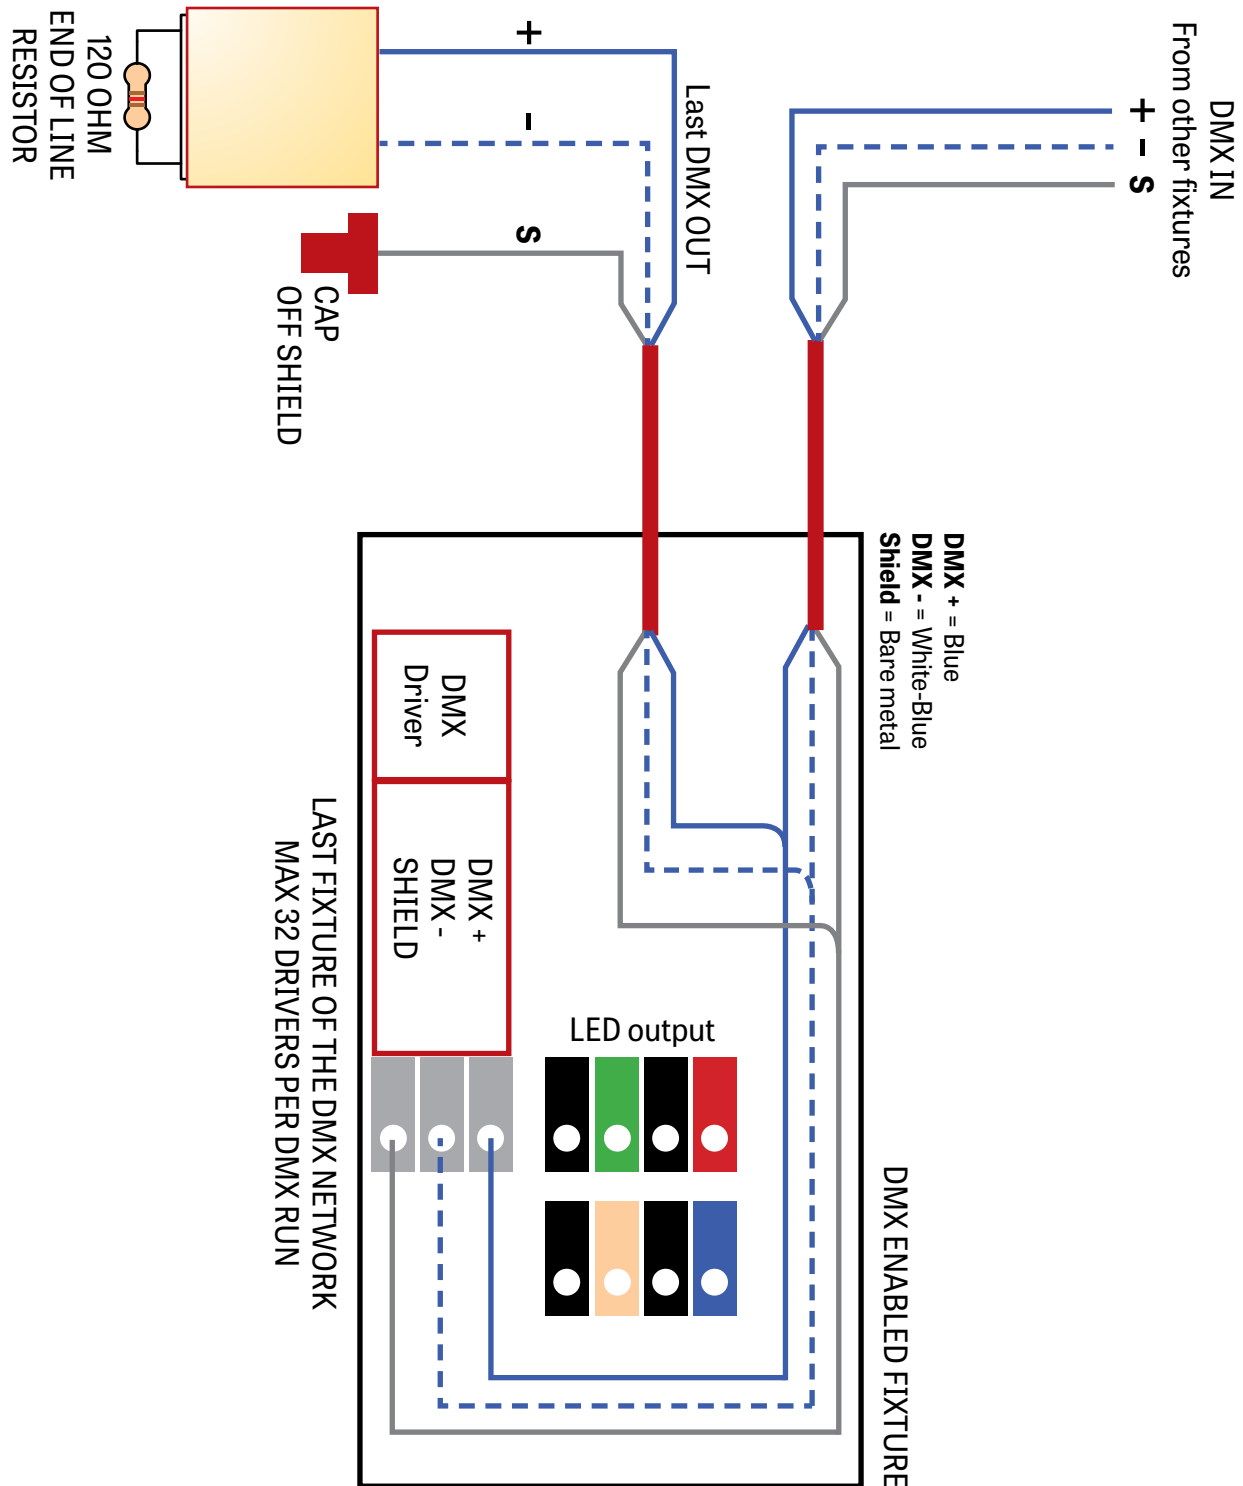 DMX IN
From other fixtures
+
-
S
Last DMX OUT
+
-
S
120 OHM
END OF LINE
RESISTOR
CAP
OFF SHIELD
DMX + = Blue
DMX - = White-Blue
Shield = Bare metal
DMX
Driver
DMX +
DMX -
SHIELD
LED output
DMX ENABLED FIXTURE
LAST FIXTURE OF THE DMX NETWORK
MAX 32 DRIVERS PER DMX RUN